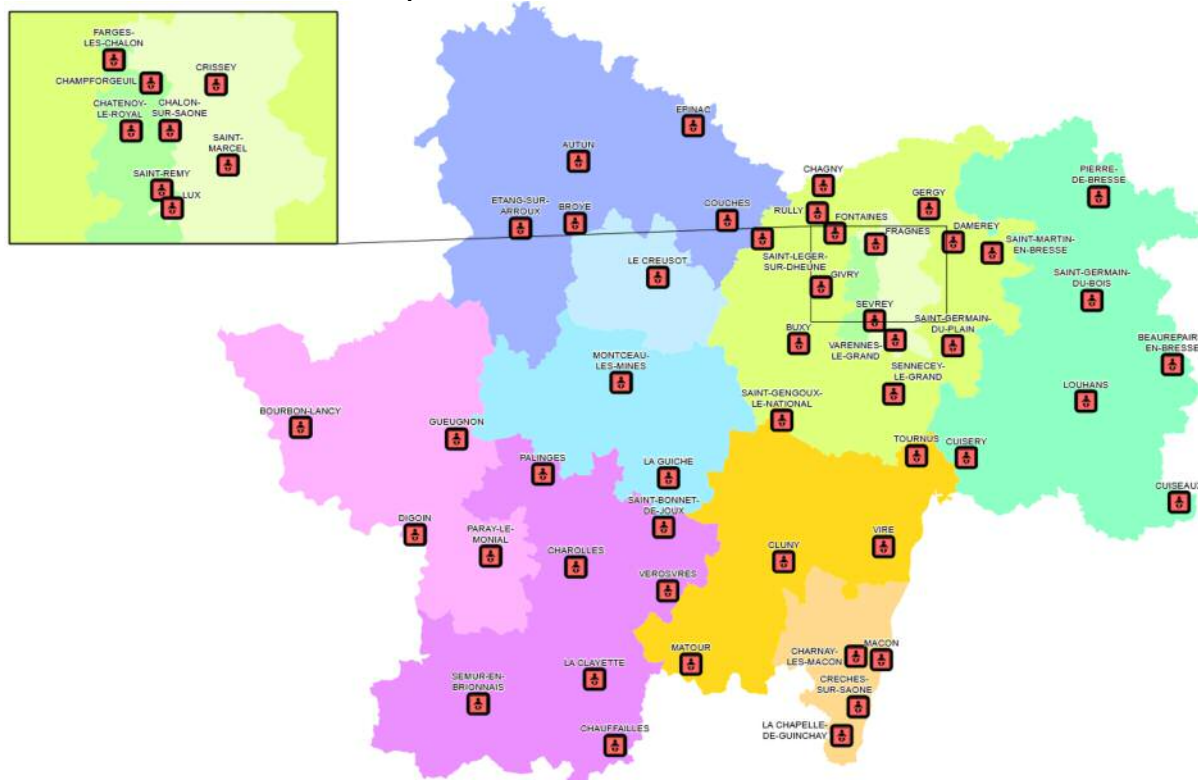 FARGES-
LES-CHALON
CHAMPFORGEUIL
CRISSEY
CHATENOY-
LE-ROYAL
CHALON-
SUR-SAONE
SAINT-
MARCEL
SAINT-REMY
LUX
EPINAC
AUTUN
ETANG-SUR-
ARROUX
BROYE
COUCHES
CHAGNY
RULLY
FONTAINES
GERGY
PIERRE-
DE-BRESSE
FRAGNES
DAMEREY
SAINT-MARTIN-
EN-BRESSE
SAINT-LEGER-
SUR-DHEUNE
LE CREUSOT
GIVRY
SAINT-GERMAIN-
DU-BOIS
SEVREY
SAINT-GERMAIN-
DU-PLAIN
BUXY
VARENNES-
LE-GRAND
BEAUREPAIRE-
EN-BRESSE
MONTCEAU-
LES-MINES
SENNECEY-
LE-GRAND
LOUHANS
SAINT-GENGOUX-
LE-NATIONAL
BOURBON-LANCY
GUEUGNON
TOURNUS
CUISERY
PALINGES
LA GUICHE
CUISEAUX
SAINT-BONNET-
DE-JOUX
DIGOIN
PARAY-LE-
MONIAL
CHAROLLES
CLUNY
VIRE
VEROSVRES
MATOUR
CHARNAY-
LES-MACON
MACON
LA CLAYETTE
SEMUR-EN-
BRIONNAIS
CRECHES-
SUR-SAONE
CHAUFFAILLES
LA CHAPELLE-
DE-GUINCHAY